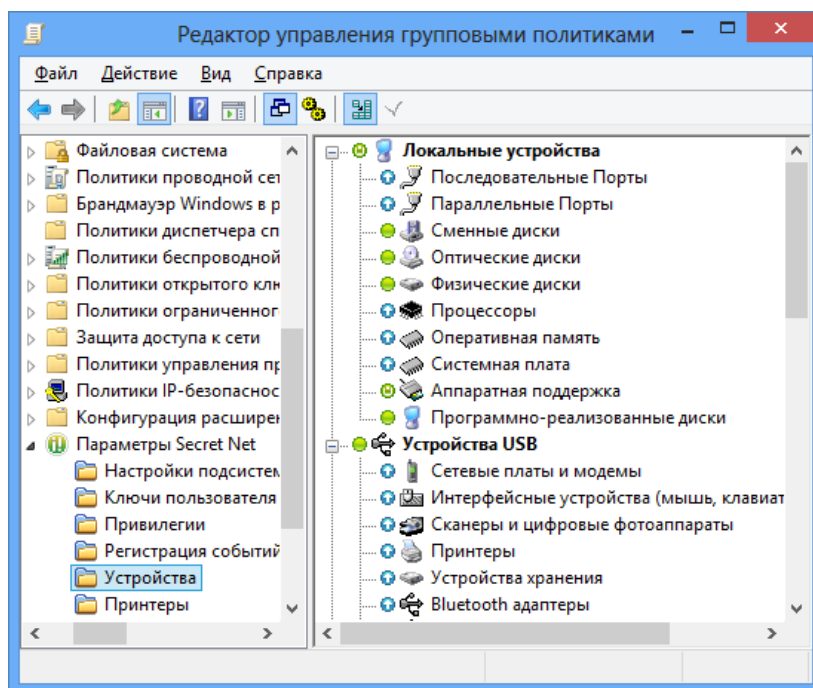 Редактор управления групповыми политиками
Файл Действие Вид Справка
Файловая система
Политики проводной сет
Брандмауэр Windows в р
Политики диспетчера сп
Политики беспроводной
Политики открытого клю
Политики ограниченног
Защита доступа к сети
Политики управления пр
Политики IP-безопаснос
Конфигурация расширен
Параметры Secret Net
Настройки подсистем
Ключи пользователя
Привилегии
Регистрация событий
Устройства
Принтеры
Локальные устройства
Последовательные Порты
Параллельные Порты
Сменные диски
Оптические диски
Физические диски
Процессоры
Оперативная память
Системная плата
Аппаратная поддержка
Программно-реализованные диски
Устройства USB
Сетевые платы и модемы
Интерфейсные устройства (мышь, клавиат
Сканеры и цифровые фотоаппараты
Принтеры
Устройства хранения
Bluetooth адаптеры